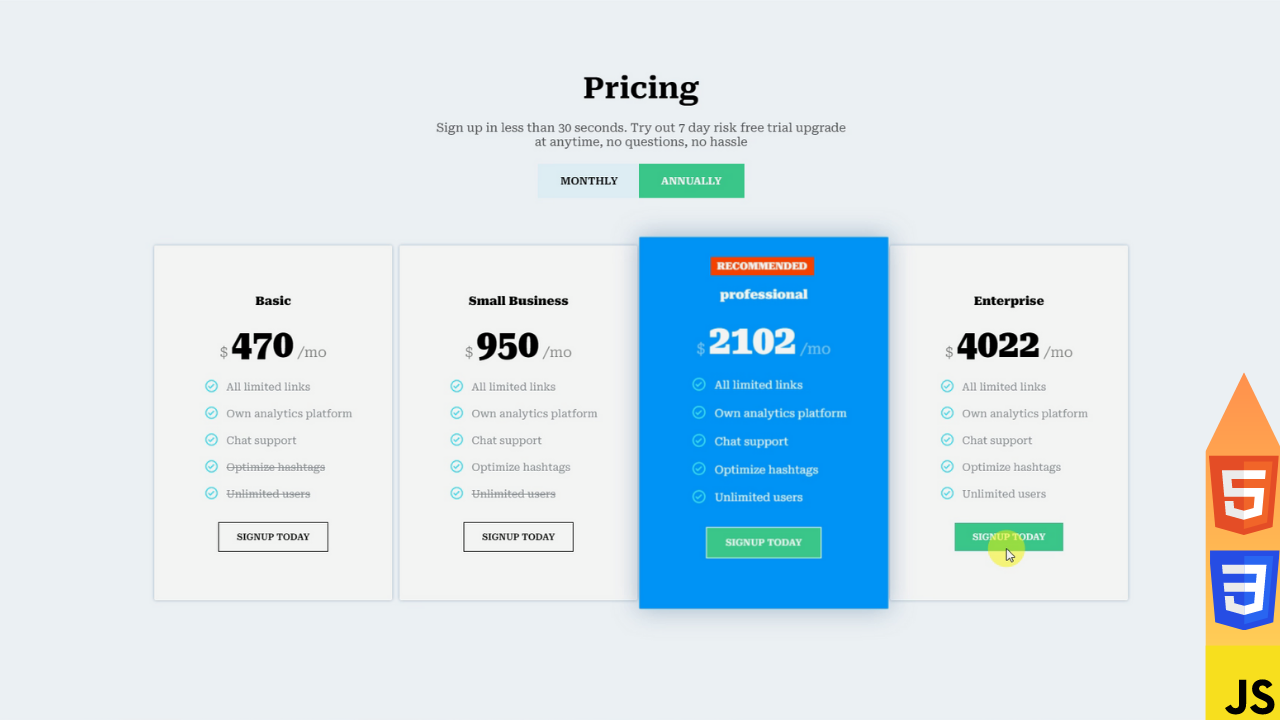 Pricing
Sign up in less than 30 seconds. Try out 7 day risk free trial upgrade
at anytime, no questions, no hassle
MONTHLY
ANNUALLY
Basic
$ 470 /mo
All limited links
Own analytics platform
Chat support
Optimize hashtags
Unlimited users
SIGNUP TODAY
Small Business
$ 950 /mo
All limited links
Own analytics platform
Chat support
Optimize hashtags
Unlimited users
SIGNUP TODAY
RECOMMENDED
professional
$ 2102 /mo
All limited links
Own analytics platform
Chat support
Optimize hashtags
Unlimited users
SIGNUP TODAY
Enterprise
$ 4022 /mo
All limited links
Own analytics platform
Chat support
Optimize hashtags
Unlimited users
SIGNUP TODAY
5
3
JS